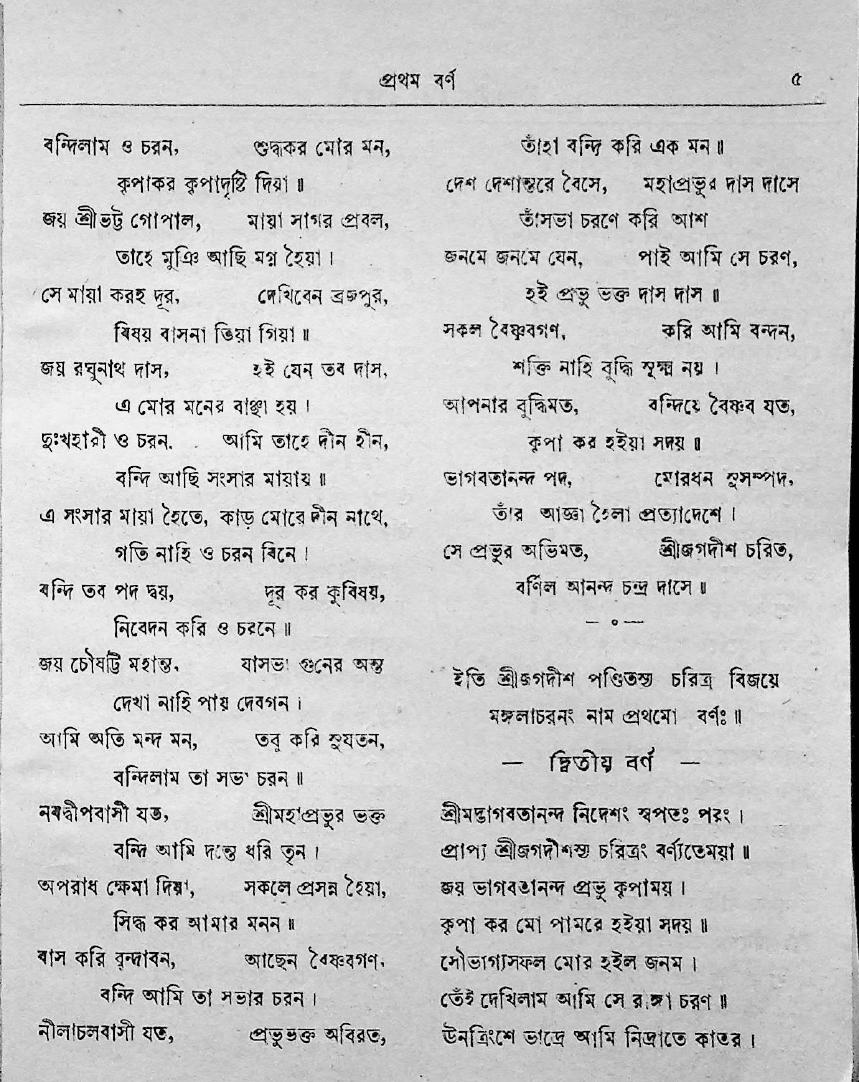 প্রথম বর্ণ ৫
বন্দিলাম ও চরন, শুদ্ধকর মোর মন,
কৃপাকর কৃপাদৃষ্টি দিয়া ॥
জয় শ্রীভট্ট গোপাল, মায়া সাগর প্রবল,
তাহে মুঞি আছি মগ্ন হৈয়া ।
সে মায়া করহ দূর, দেখিবেন ব্রজপুর,
বিষয় বাসনা তিয়া গিয়া ॥
জয় রঘুনাথ দাস, হই যেন তব দাস,
এ মোর মনের বাঞ্ছা হয় ।
দুঃখহারী ও চরন. আমি তাহে দীন হীন,
বন্দি আছি সংসার মায়ায় ॥
এ সংসার মায়া হৈতে, কাড় মোরে দীন নাথে,
গতি নাহি ও চরন বিনে ।
বন্দি তব পদ দ্বয়, দূর কর কুবিষয়,
নিবেদন করি ও চরনে ॥
জয় চৌষট্টি মহান্ত, যাসভা গুনের অন্ত
দেখা নাহি পায় দেবগন ।
আমি অতি মন্দ মন, তবু করি সুযতন,
বন্দিলাম তা সভা চরন ॥
নবদ্বীপবাসী যত, শ্রীমহাপ্রভুর ভক্ত
বন্দি আমি দন্তে ধরি তৃন ।
অপরাধ ক্ষেমা দিয়া, সকলে প্রসন্ন হৈয়া,
সিদ্ধ কর আমার মনন ॥
বাস করি বৃন্দাবন, আছেন বৈষ্ণবগণ,
বন্দি আমি তা সভার চরন ।
নীলাচলবাসী যত, প্রভুভক্ত অবিরত,
তাঁহা বন্দি করি এক মন ॥
দেশ দেশান্তরে বৈসে, মহাপ্রভুর দাস দাসে
তাঁসভা চরণে করি আশ
জনমে জনমে যেন, পাই আমি সে চরণ,
হই প্রভু ভক্ত দাস দাস ॥
সকল বৈষ্ণবগণ, করি আমি বন্দন,
শক্তি নাহি বুদ্ধি সূক্ষ্ম নয় ।
আপনার বুদ্ধিমত, বন্দিয়ে বৈষ্ণব যত,
কৃপা কর হইয়া সদয় ॥
ভাগবতানন্দ পদ, মোরধন সুসম্পদ,
তাঁর আজ্ঞা হৈলা প্রত্যাদেশে ।
সে প্রভুর অভিমত, শ্রীজগদীশ চরিত,
বর্ণিল আনন্দ চন্দ্র দাসে ॥
— ০ —
ইতি শ্রীজগদীশ পণ্ডিতস্য চরিত্র বিজয়ে
মঙ্গলাচরনং নাম প্রথমো বর্ণঃ ॥
— দ্বিতীয় বর্ণ —
শ্রীমদ্ভাগবতানন্দ নিদেশং স্বপতঃ পরং ।
প্রাপ্য শ্রীজগদীশস্য চরিত্রং বর্ণ্যতেময়া ॥
জয় ভাগবতানন্দ প্রভু কৃপাময় ।
কৃপা কর মো পামরে হইয়া সদয় ॥
সৌভাগ্যসফল মোর হইল জনম ।
তেঁই দেখিলাম আমি সে রাঙ্গা চরণ ॥
ঊনত্রিংশে ভাদ্রে আমি নিদ্রাতে কাতর ।